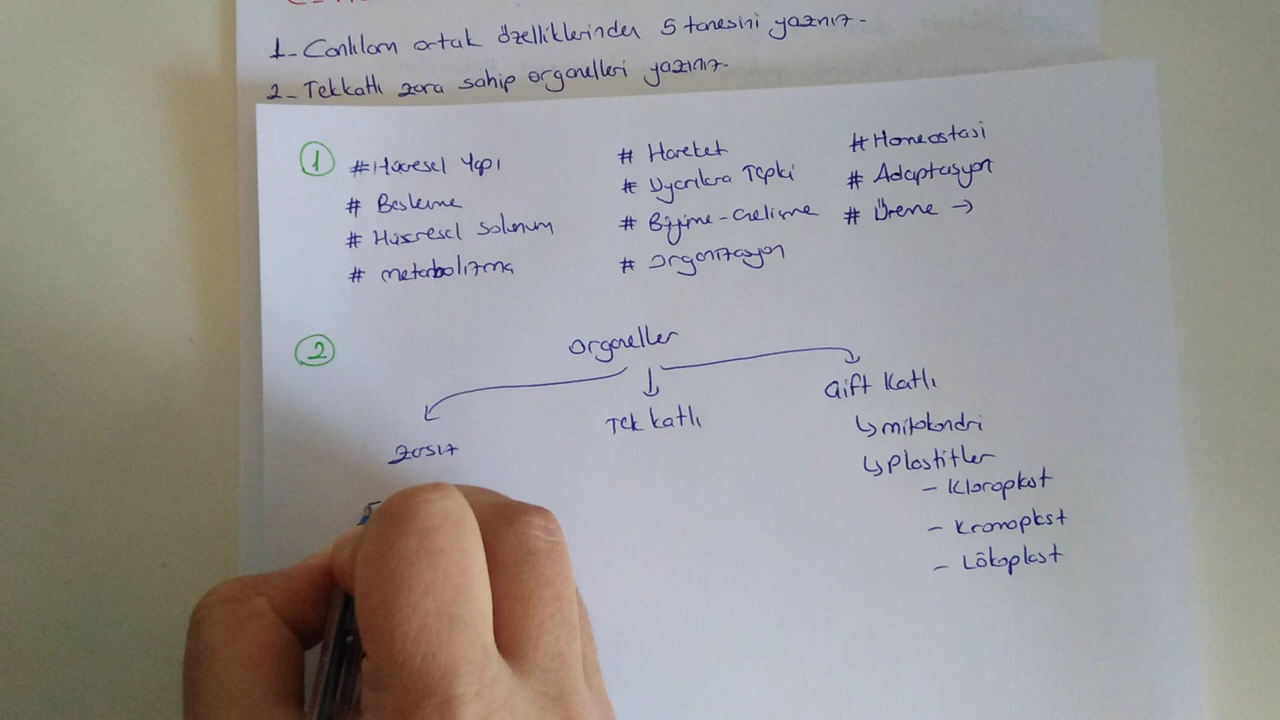 1- Canlıların ortak özelliklerinden 5 tanesini yazınız.
2- Tek katlı zara sahip organelleri yazınız.
1
# Hücresel Yapı
# Beslenme
# Hücresel Solunum
# metabolizma
# Hareket
# Uyarılara Tepki
# Büyüme-Gelişme
# Organizasyon
# Homeostasi
# Adaptasyon
# Üreme →
2
Organeller
zarsız
Tek katlı
Çift Katlı
↳ mitokondri
↳ Plastitler
- Kloroplast
- Kromoplast
- Lökoplast